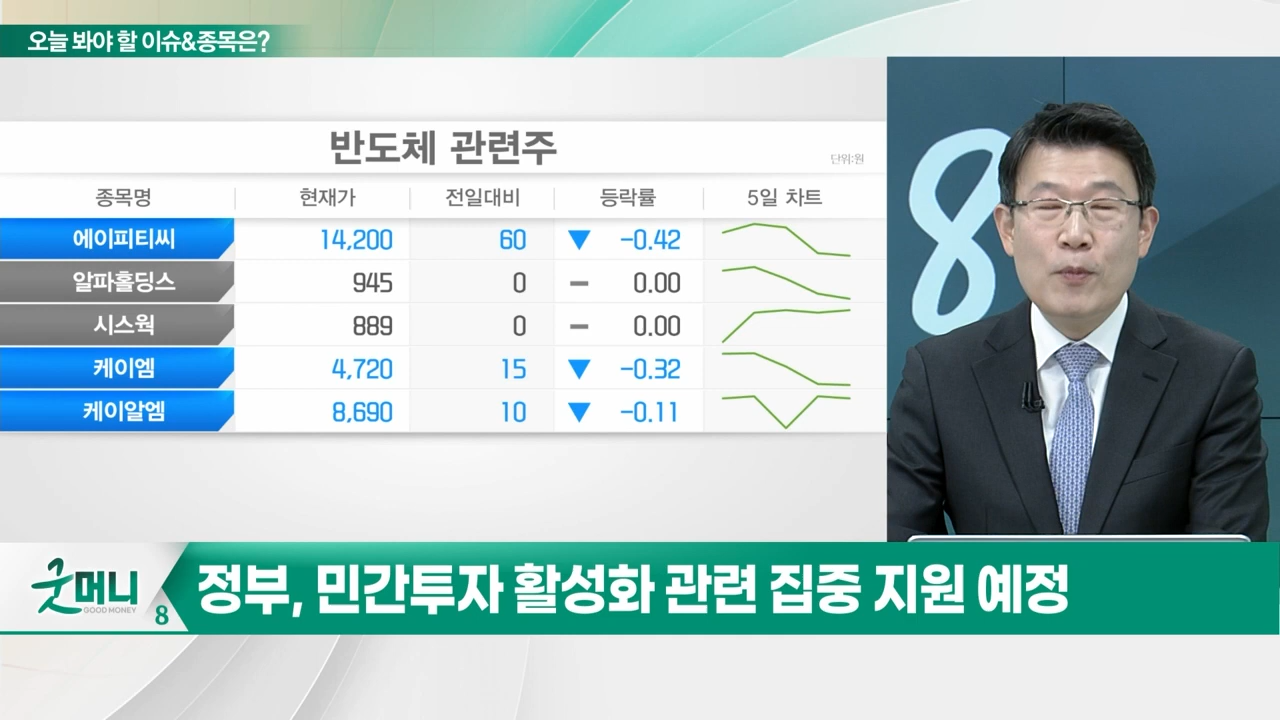 오늘 봐야 할 이슈&종목은?
반도체 관련주
단위:원
종목명 현재가 전일대비 등락률 5일 차트
에이피티씨 14,200 60 ▼ -0.42
알파홀딩스 945 0 - 0.00
시스웍 889 0 - 0.00
케이엠 4,720 15 ▼ -0.32
케이알엠 8,690 10 ▼ -0.11
8
굿머니
GOOD MONEY
8
정부, 민간투자 활성화 관련 집중 지원 예정